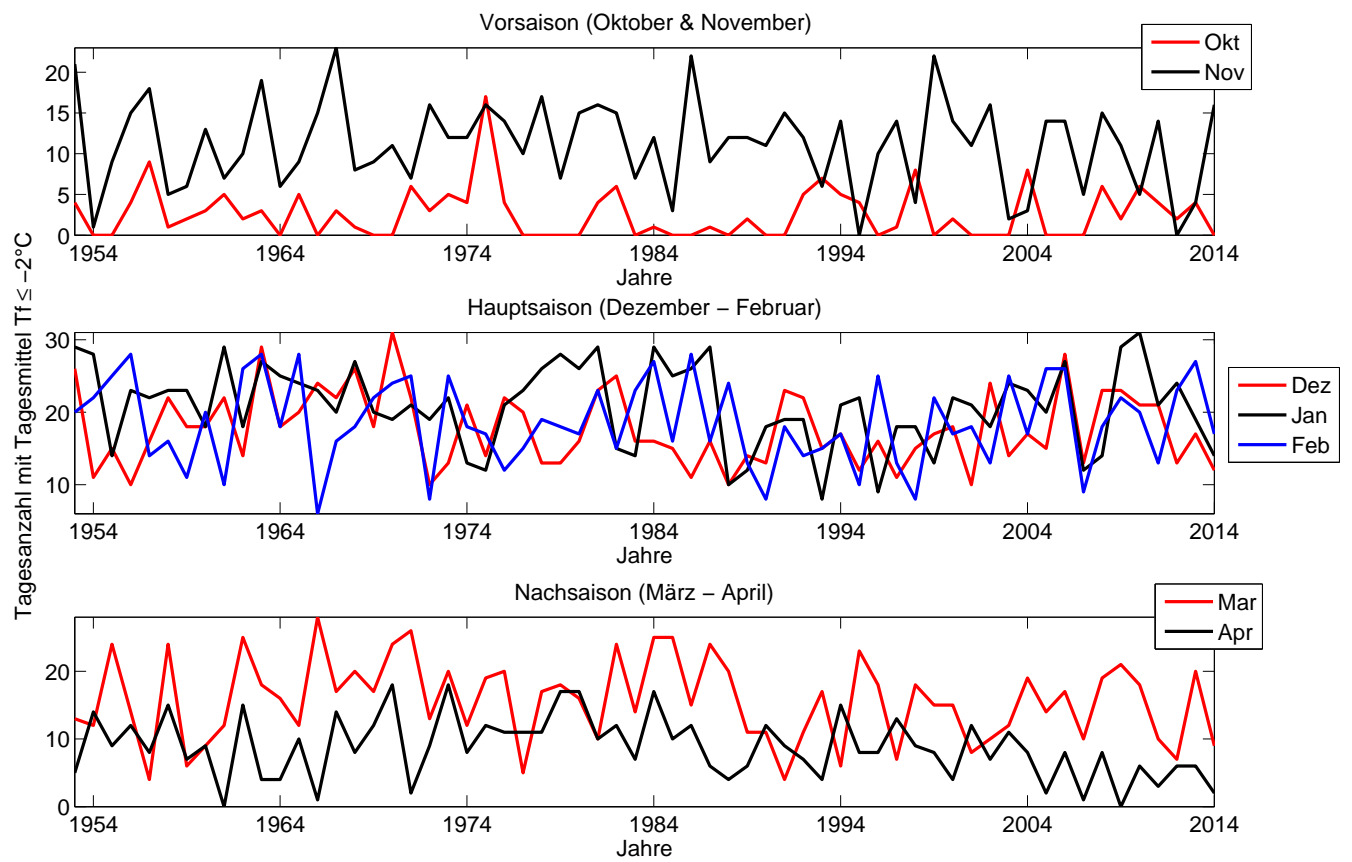 Vorsaison (Oktober & November)
Okt
Nov
20
15
10
5
0
1954 1964 1974 1984 1994 2004 2014
Jahre
Tagesanzahl mit Tagesmittel Tf ≤ −2°C
Hauptsaison (Dezember − Februar)
30
20
10
Dez
Jan
Feb
1954 1964 1974 1984 1994 2004 2014
Jahre
Nachsaison (März − April)
Mar
Apr
20
10
0
1954 1964 1974 1984 1994 2004 2014
Jahre